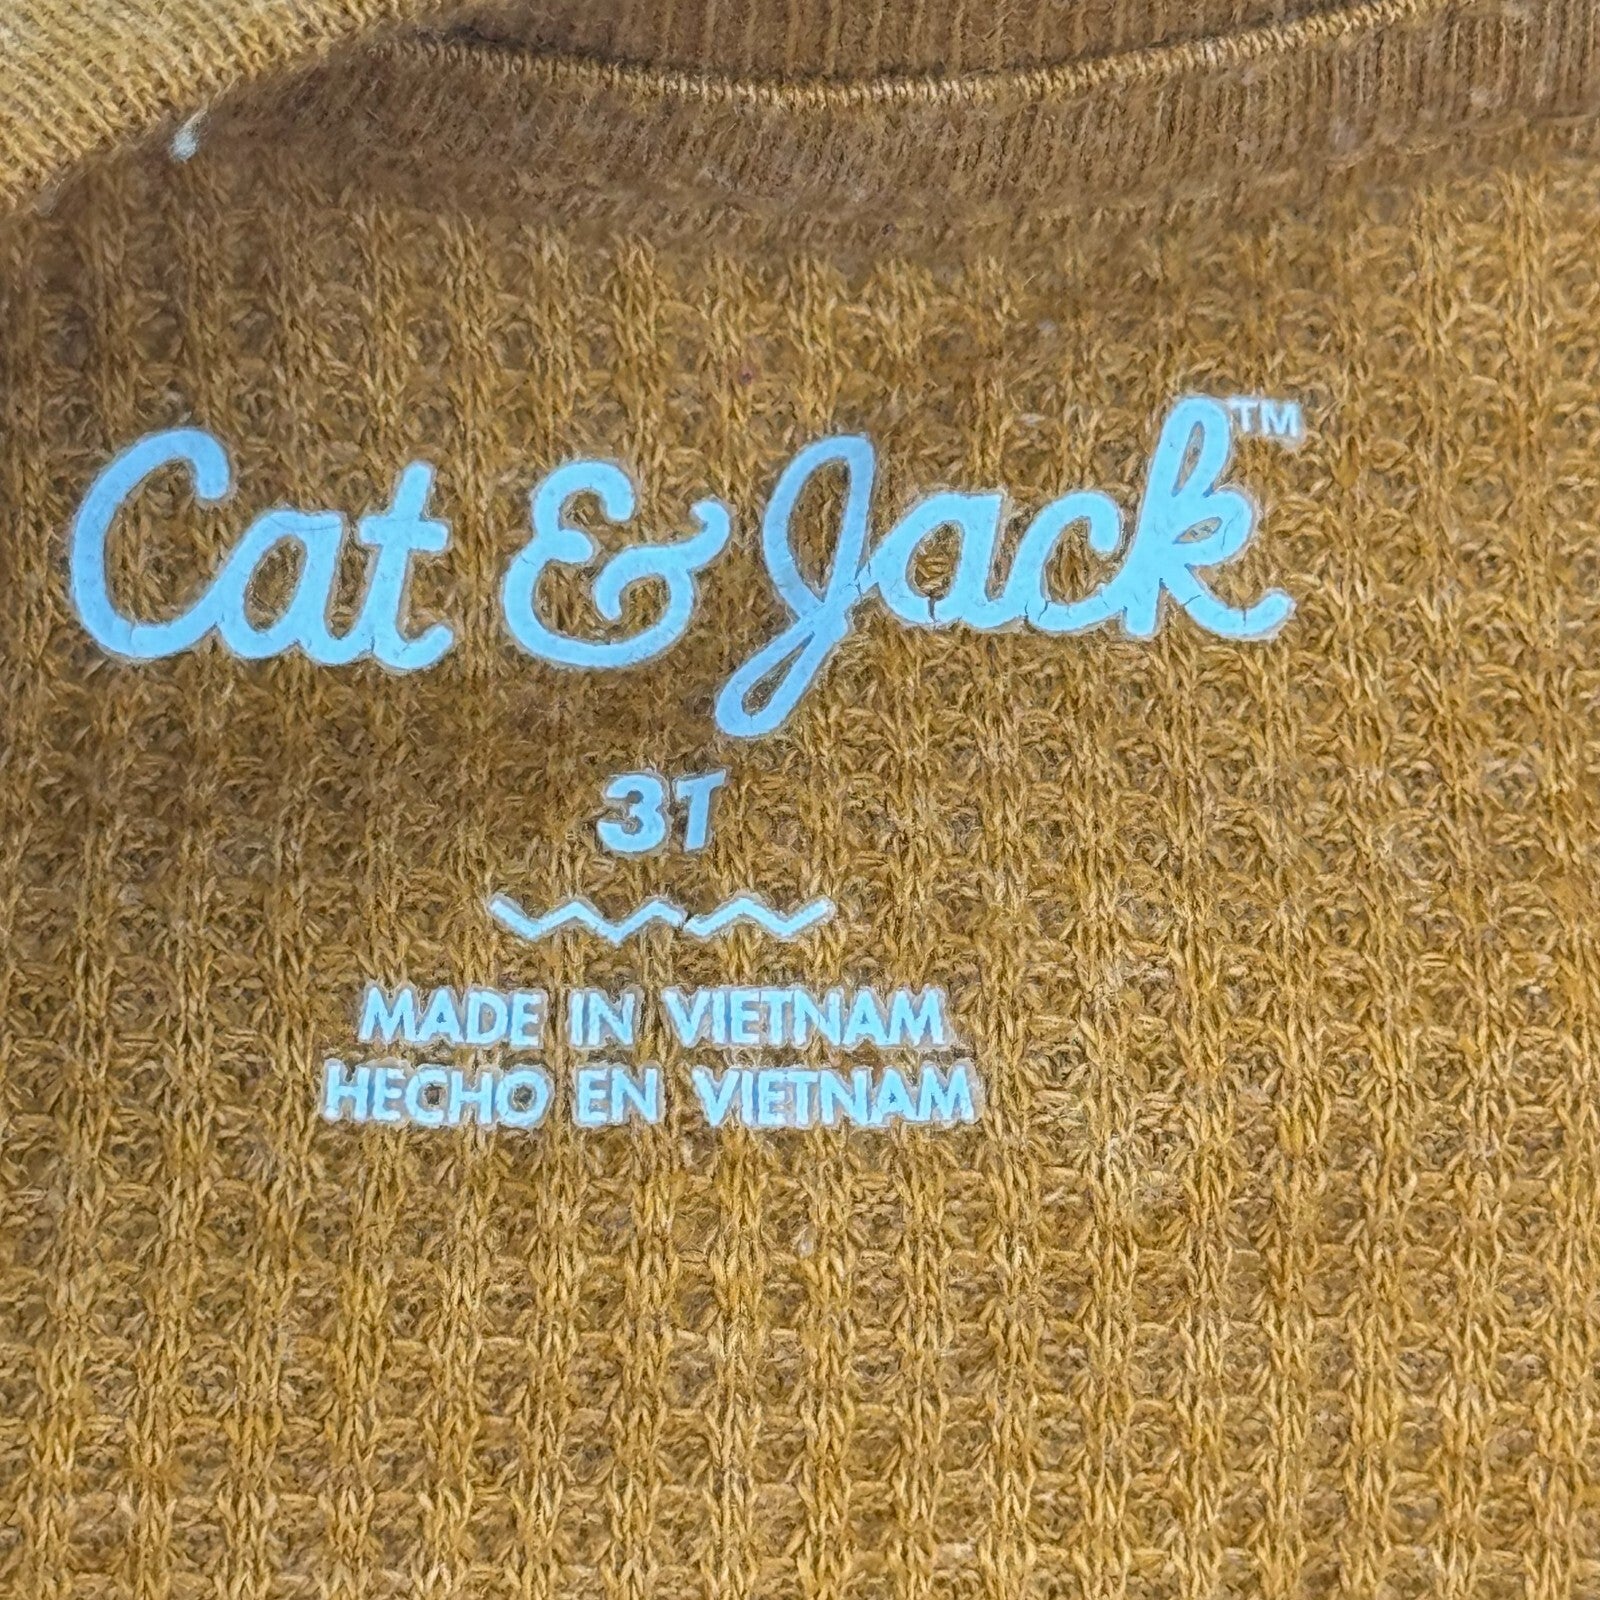 Cat & Jack™
3T
MADE IN VIETNAM
HECHO EN VIETNAM